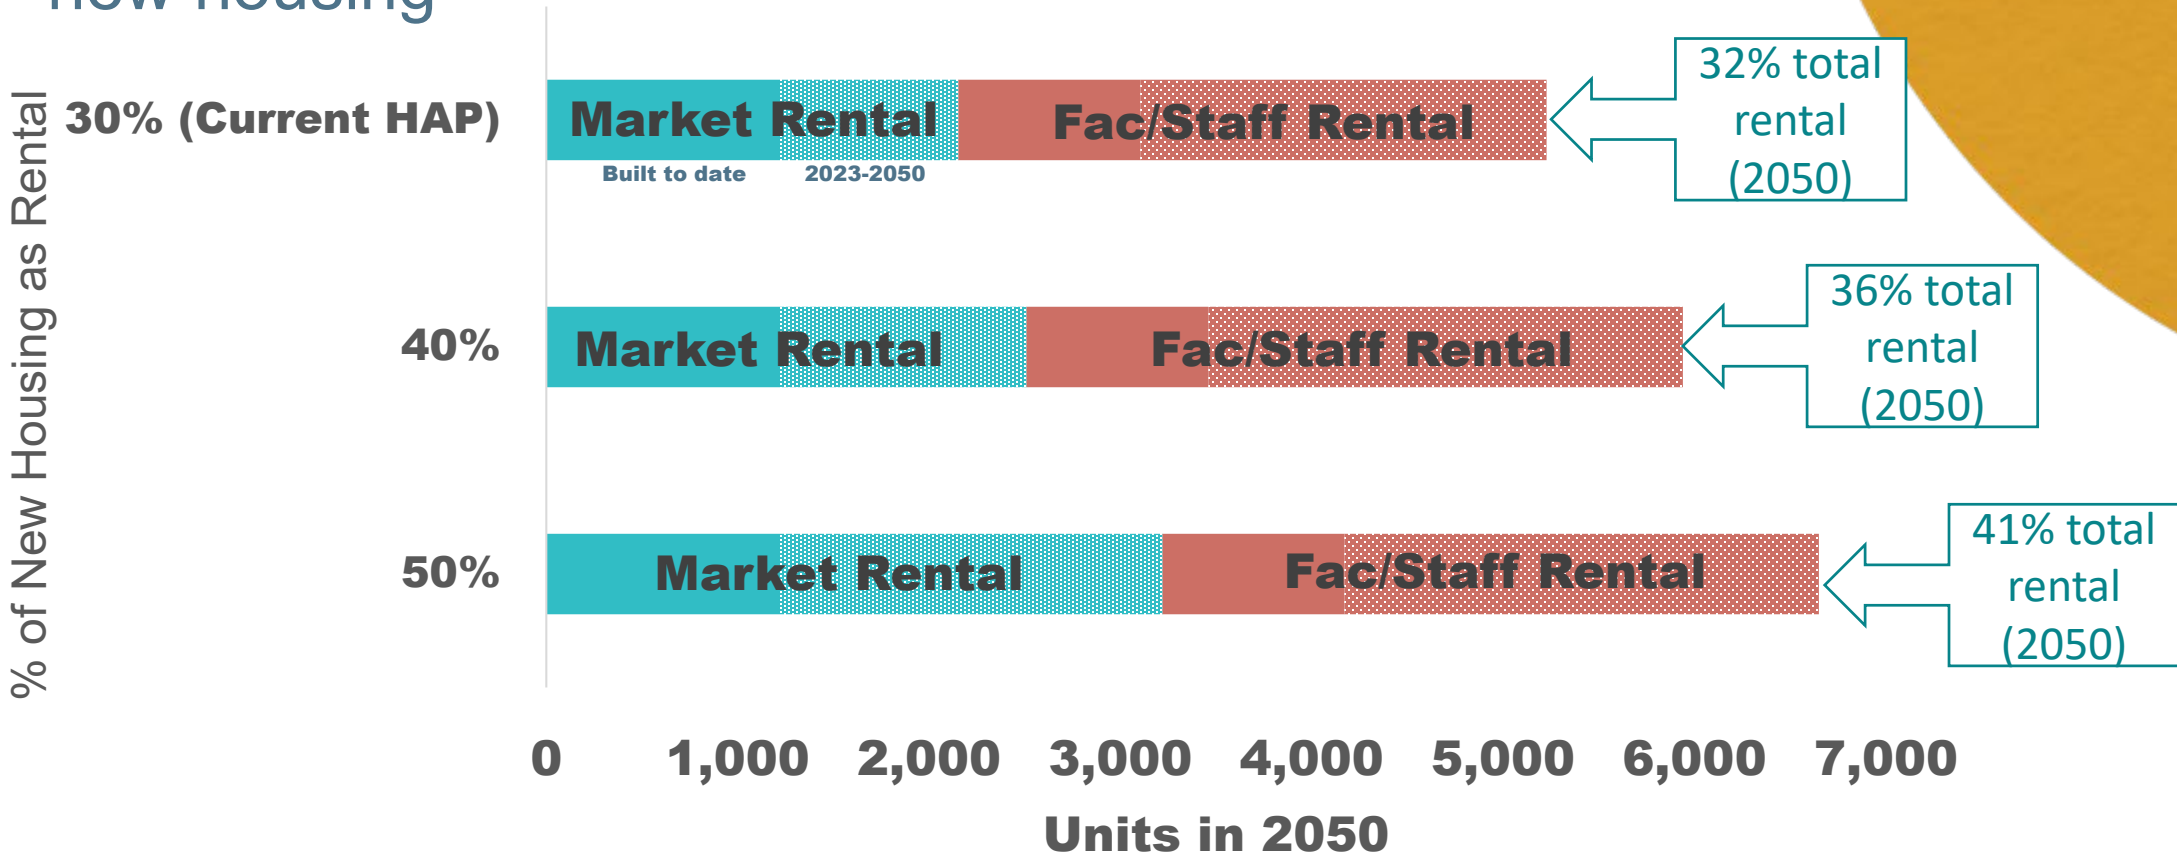 housing
% of New Housing as Rental
30% (Current HAP)
Market Rental
Fac/Staff Rental
Built to date
2023-2050
32% total
rental
(2050)
40%
Market Rental
Fac/Staff Rental
36% total
rental
(2050)
50%
Market Rental
Fac/Staff Rental
41% total
rental
(2050)
0
1,000
2,000
3,000
4,000
5,000
6,000
7,000
Units in 2050